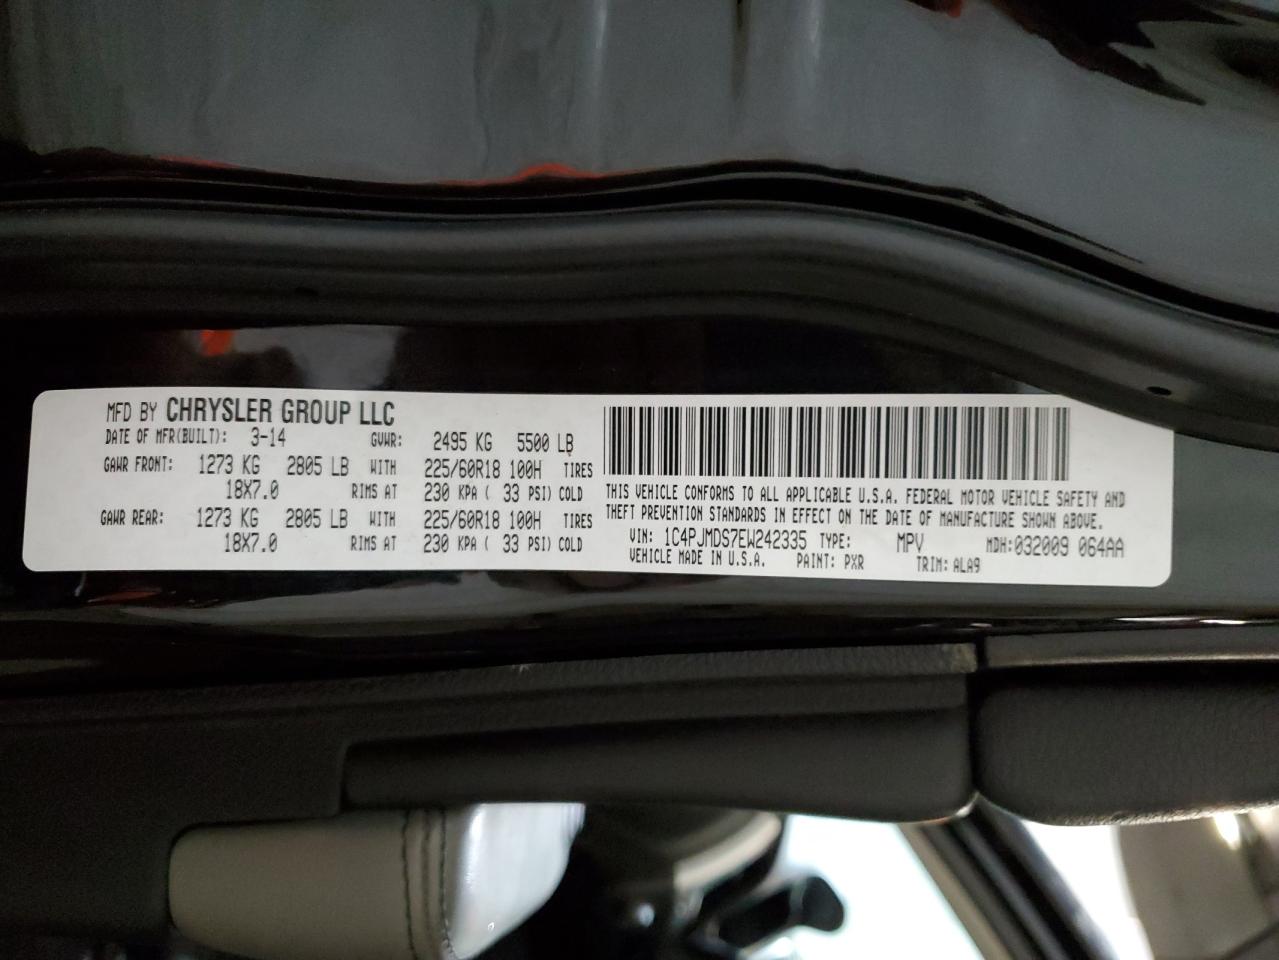 MFD BY CHRYSLER GROUP LLC
DATE OF MFR(BUILT): 3-14 GVWR: 2495 KG 5500 LB
GAWR FRONT: 1273 KG 2805 LB WITH 225/60R18 100H TIRES
18X7.0 RIMS AT 230 KPA ( 33 PSI) COLD
GAWR REAR: 1273 KG 2805 LB WITH 225/60R18 100H TIRES
18X7.0 RIMS AT 230 KPA ( 33 PSI) COLD
THIS VEHICLE CONFORMS TO ALL APPLICABLE U.S.A. FEDERAL MOTOR VEHICLE SAFETY AND
THEFT PREVENTION STANDARDS IN EFFECT ON THE DATE OF MANUFACTURE SHOWN ABOVE.
VIN: 1C4PJMDS7EW242335 TYPE: MPV MDH:032009 064AA
VEHICLE MADE IN U.S.A. PAINT: PXR TRIM: ALA9